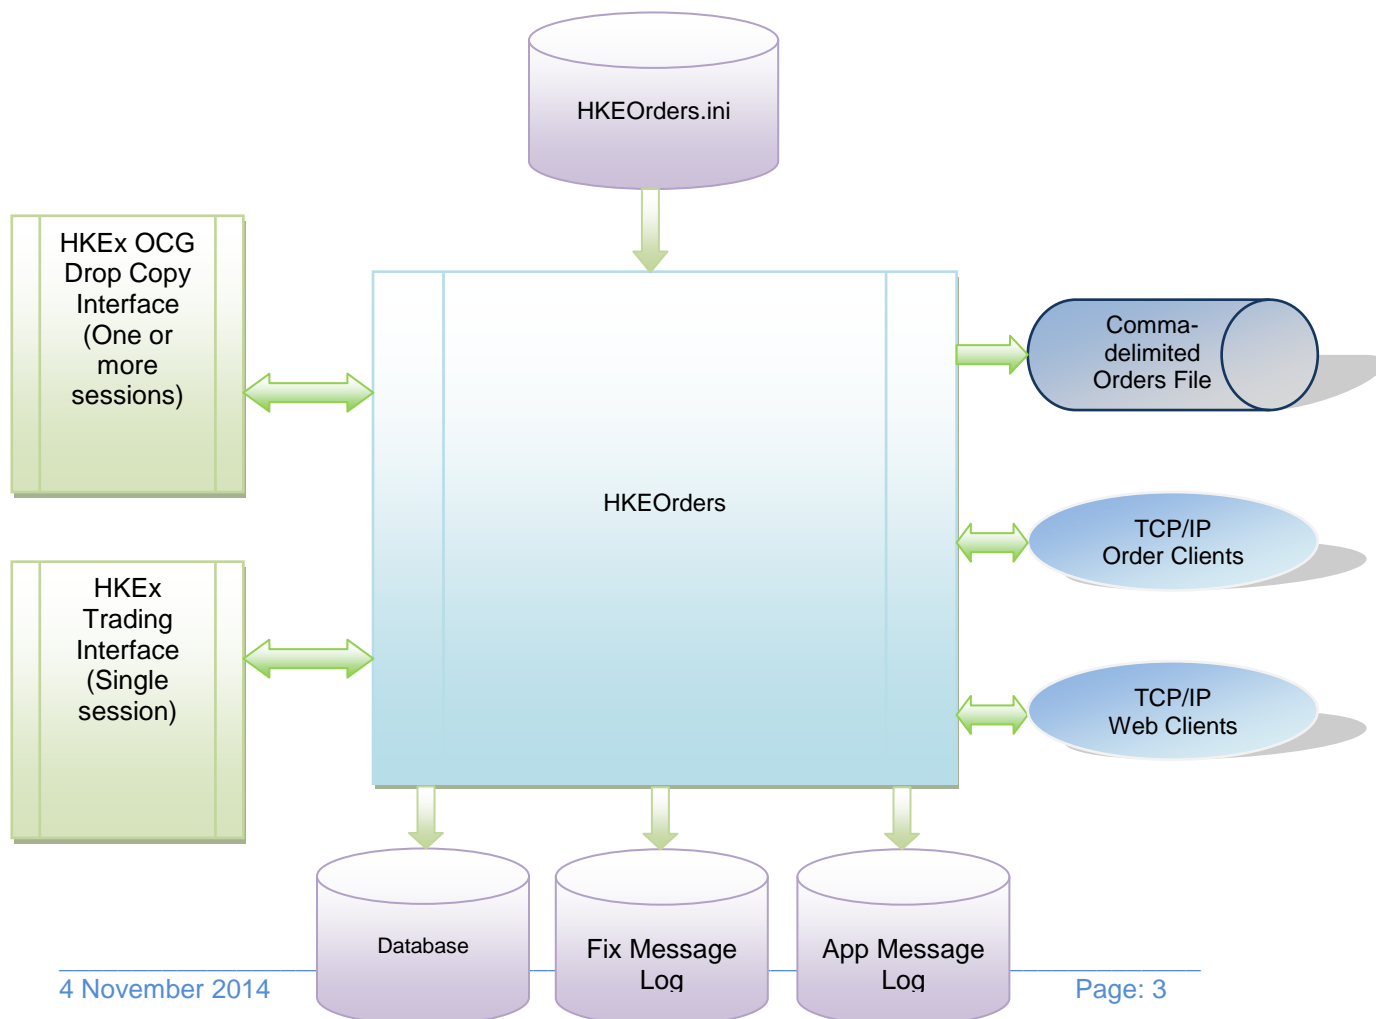 HKEOrders.ini
HKEx OCG
Drop Copy
Interface
(One or
more
sessions)
HKEx
Trading
Interface
(Single
session)
HKEOrders
Comma-
delimited
Orders File
TCP/IP
Order Clients
TCP/IP
Web Clients
Database
Fix Message
Log
App Message
Log
4 November 2014
Page: 3